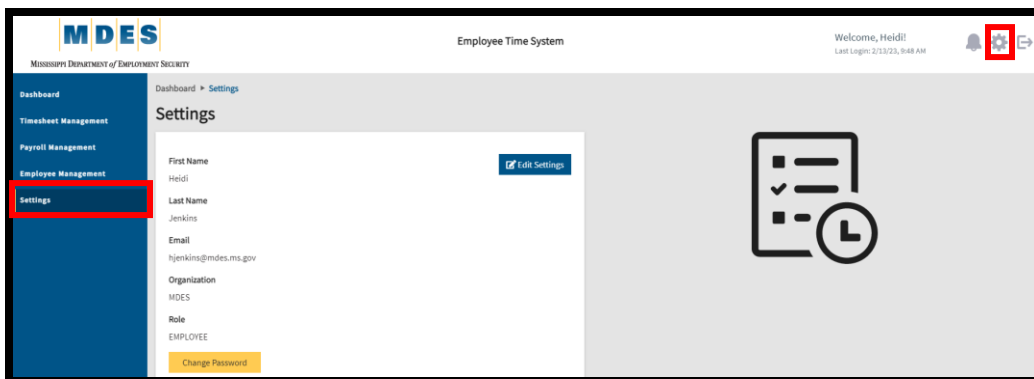 MDES
MISSISSIPPI DEPARTMENT of EMPLOYMENT SECURITY
Employee Time System
Welcome, Heidi!
Last Login: 2/13/23, 9:48 AM
Dashboard
Timesheet Management
Payroll Management
Employee Management
Settings
Dashboard ▸ Settings
Settings
Edit Settings
First Name
Heidi
Last Name
Jenkins
Email
hjenkins@mdes.ms.gov
Organization
MDES
Role
EMPLOYEE
Change Password